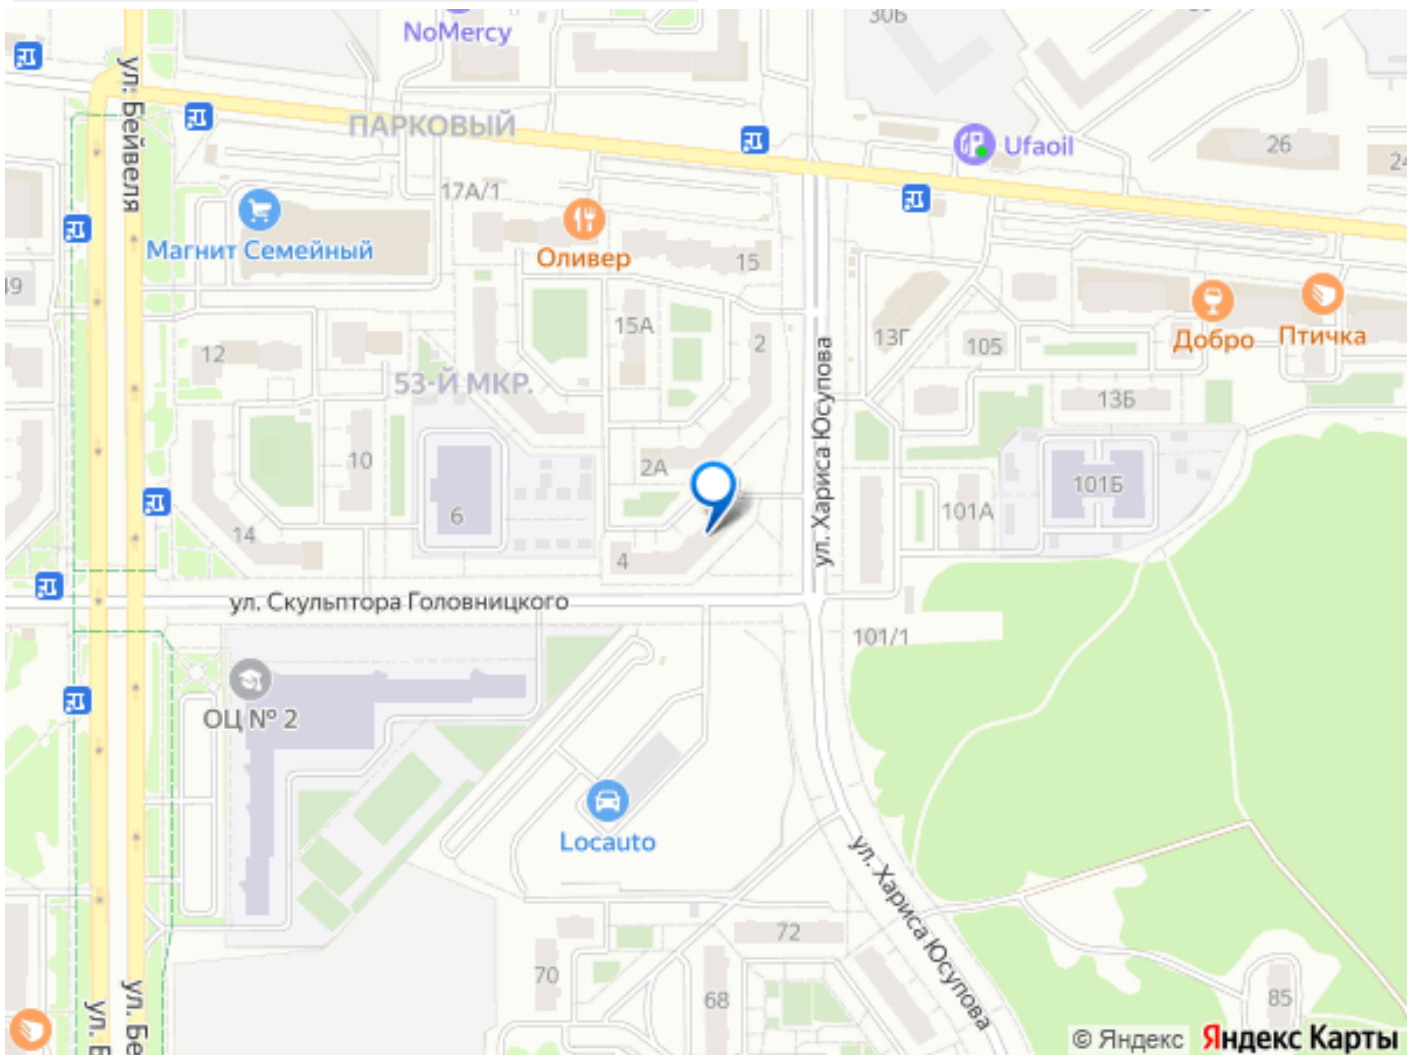 NoMercy
30Б
ул. Бейвеля
ПАРКОВЫЙ
Ufaoil
26
24
17А/1
Магнит Семейный
Оливер
15
49
15А
2
13Г
105
Добро
Птичка
12
53-Й МКР.
13Б
ул. Хариса Юсупова
10
2А
101Б
6
101А
14
4
ул. Скульптора Головницкого
101/1
ОЦ № 2
Locauto
ул. Хариса Юсупова
72
70
68
85
ул. Бе
ул. Б
© Яндекс Яндекс Карты